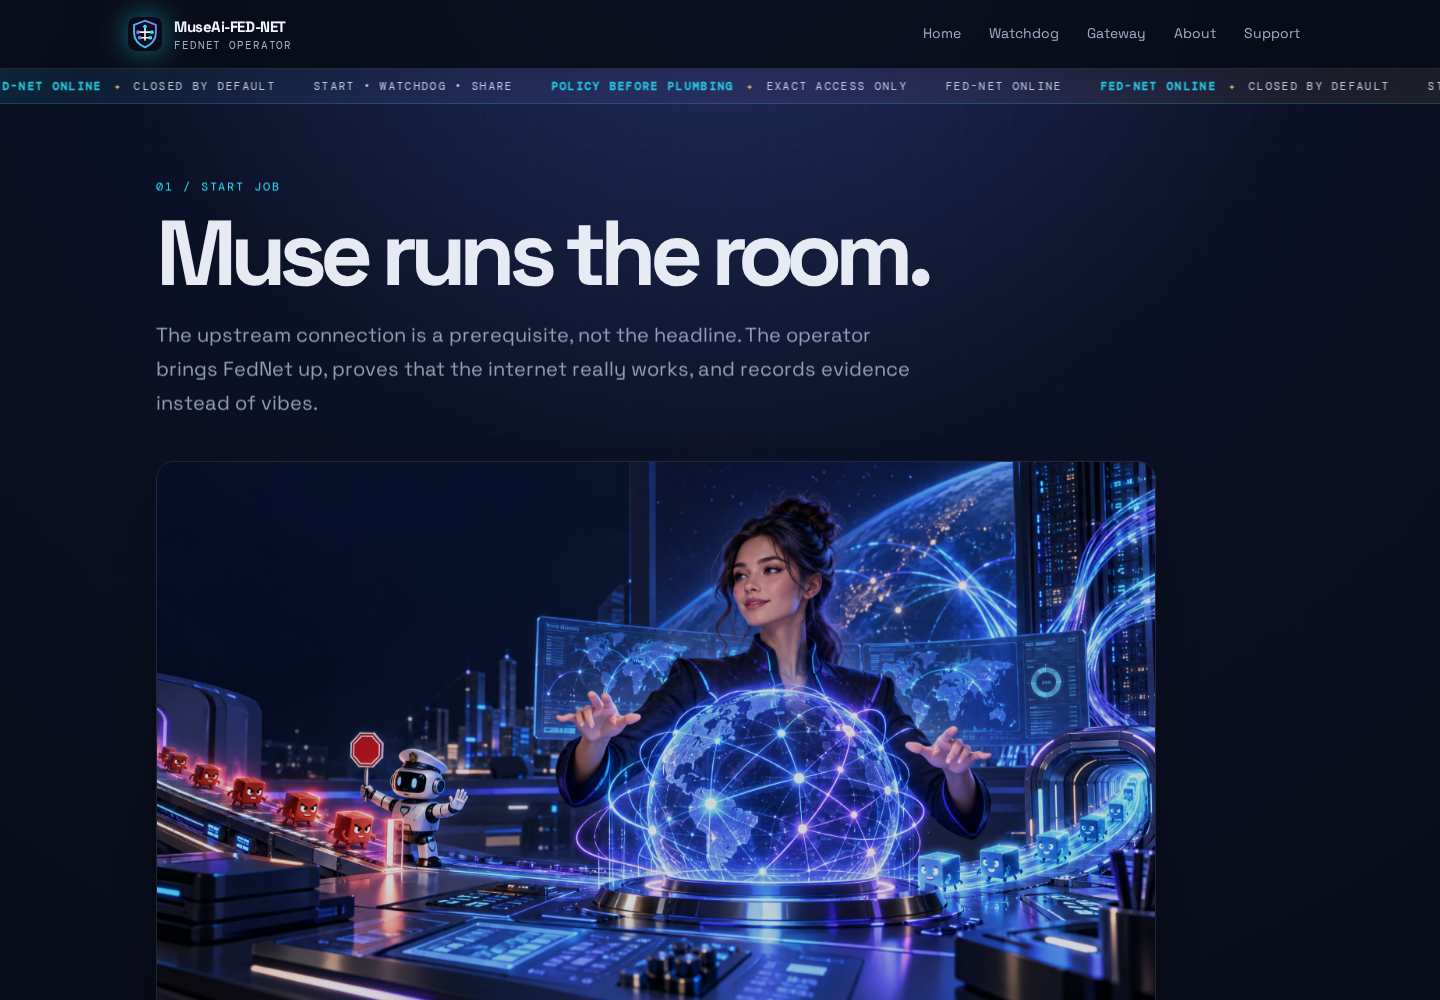 MuseAi-FED-NET
FEDNET OPERATOR
Home Watchdog Gateway About Support
D-NET ONLINE ✦ CLOSED BY DEFAULT START • WATCHDOG • SHARE POLICY BEFORE PLUMBING ✦ EXACT ACCESS ONLY FED-NET ONLINE FED-NET ONLINE ✦ CLOSED BY DEFAULT ST
01 / START JOB
Muse runs the room.
The upstream connection is a prerequisite, not the headline. The operator
brings FedNet up, proves that the internet really works, and records evidence
instead of vibes.